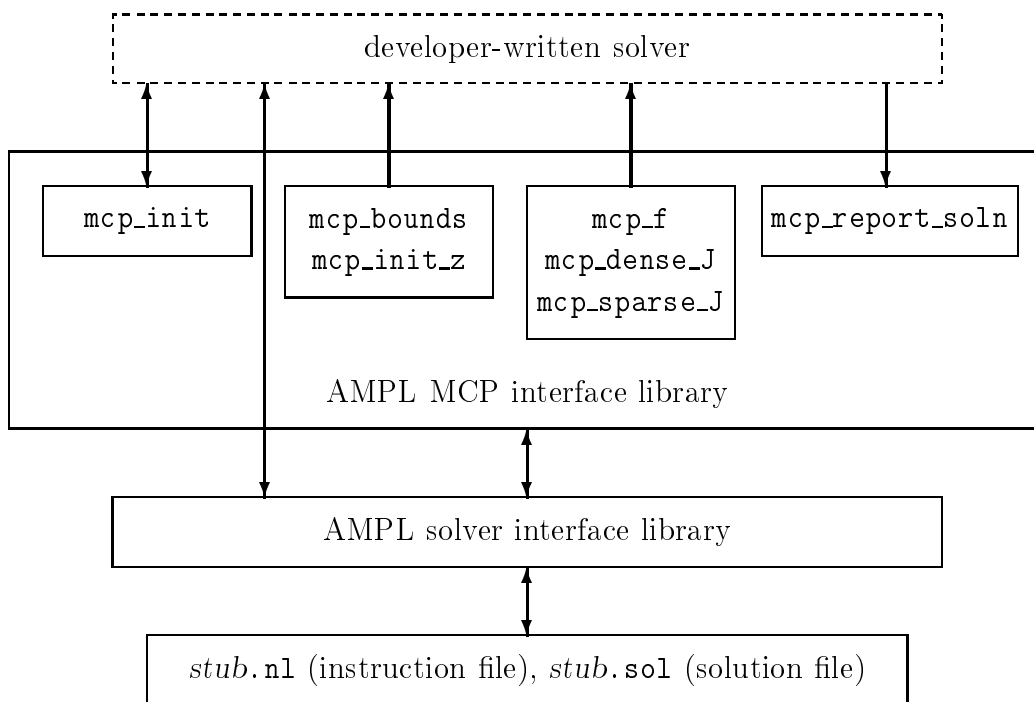 developer-written solver
mcp_init
mcp_bounds
mcp_init_z
mcp_f
mcp_dense_J
mcp_sparse_J
mcp_report_soln
AMPL MCP interface library
AMPL solver interface library
stub.nl (instruction file), stub.sol (solution file)